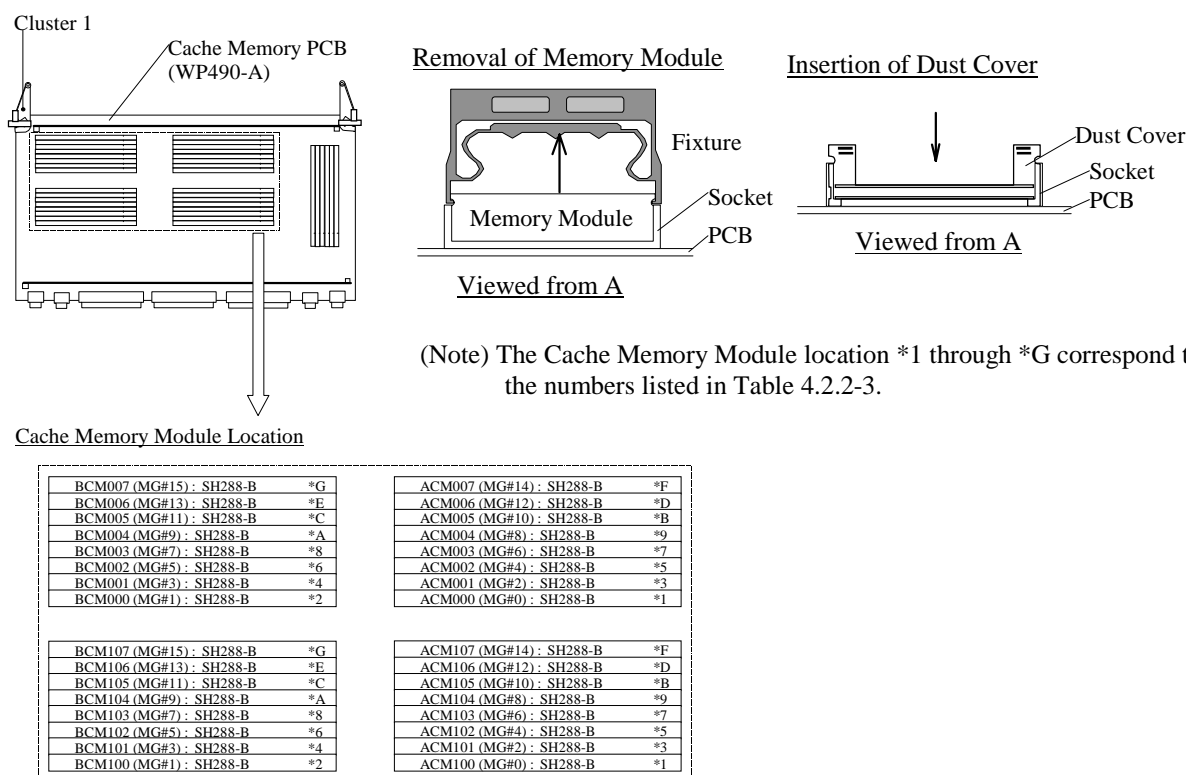 Cluster 1
Cache Memory PCB
(WP490-A)
Removal of Memory Module
Fixture
Socket
Memory Module
PCB
Viewed from A
Insertion of Dust Cover
Dust Cover
Socket
PCB
Viewed from A
(Note) The Cache Memory Module location *1 through *G correspond t
the numbers listed in Table 4.2.2-3.
Cache Memory Module Location
BCM007 (MG#15) : SH288-B *G
BCM006 (MG#13) : SH288-B *E
BCM005 (MG#11) : SH288-B *C
BCM004 (MG#9) : SH288-B *A
BCM003 (MG#7) : SH288-B *8
BCM002 (MG#5) : SH288-B *6
BCM001 (MG#3) : SH288-B *4
BCM000 (MG#1) : SH288-B *2
ACM007 (MG#14) : SH288-B *F
ACM006 (MG#12) : SH288-B *D
ACM005 (MG#10) : SH288-B *B
ACM004 (MG#8) : SH288-B *9
ACM003 (MG#6) : SH288-B *7
ACM002 (MG#4) : SH288-B *5
ACM001 (MG#2) : SH288-B *3
ACM000 (MG#0) : SH288-B *1
BCM107 (MG#15) : SH288-B *G
BCM106 (MG#13) : SH288-B *E
BCM105 (MG#11) : SH288-B *C
BCM104 (MG#9) : SH288-B *A
BCM103 (MG#7) : SH288-B *8
BCM102 (MG#5) : SH288-B *6
BCM101 (MG#3) : SH288-B *4
BCM100 (MG#1) : SH288-B *2
ACM107 (MG#14) : SH288-B *F
ACM106 (MG#12) : SH288-B *D
ACM105 (MG#10) : SH288-B *B
ACM104 (MG#8) : SH288-B *9
ACM103 (MG#6) : SH288-B *7
ACM102 (MG#4) : SH288-B *5
ACM101 (MG#2) : SH288-B *3
ACM100 (MG#0) : SH288-B *1